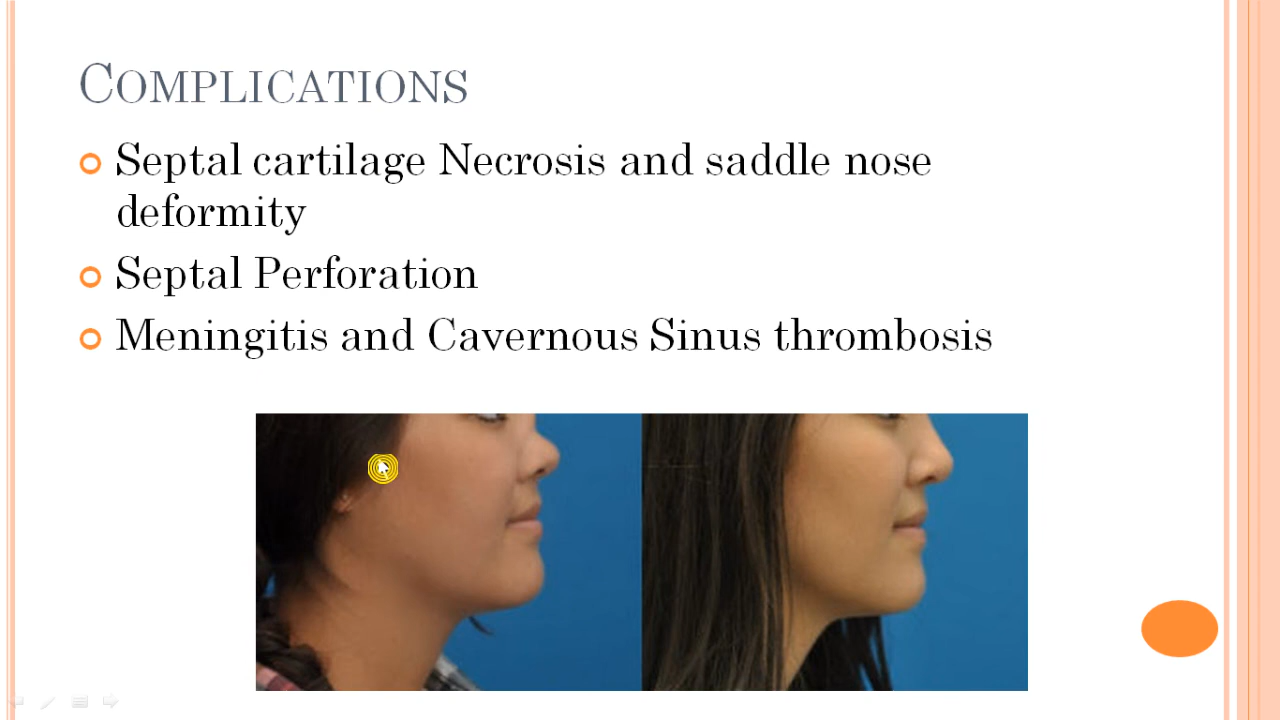 Complications
Septal cartilage Necrosis and saddle nose
deformity
Septal Perforation
Meningitis and Cavernous Sinus thrombosis